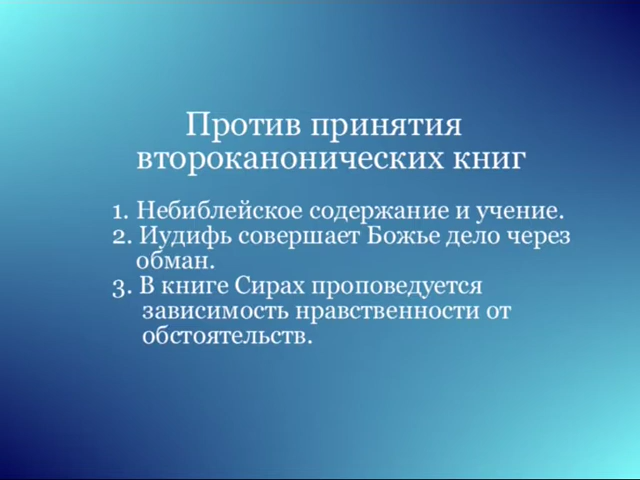 Против принятия
второканонических книг
1. Небиблейское содержание и учение.
2. Иудифь совершает Божье дело через
обман.
3. В книге Сирах проповедуется
зависимость нравственности от
обстоятельств.